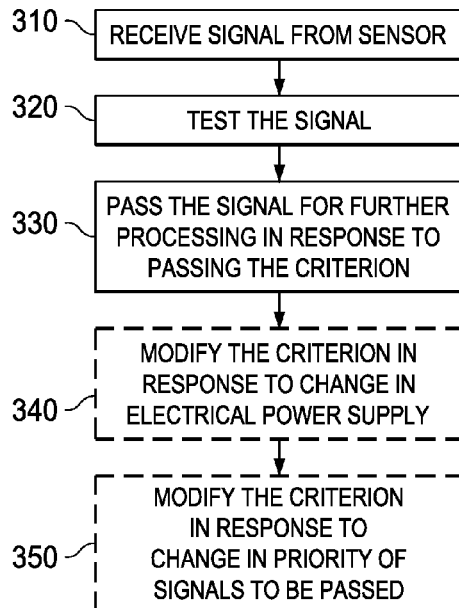 310
RECEIVE SIGNAL FROM SENSOR
320
TEST THE SIGNAL
330
PASS THE SIGNAL FOR FURTHER
PROCESSING IN RESPONSE TO
PASSING THE CRITERION
340
MODIFY THE CRITERION IN
RESPONSE TO CHANGE IN
ELECTRICAL POWER SUPPLY
350
MODIFY THE CRITERION
IN RESPONSE TO
CHANGE IN PRIORITY OF
SIGNALS TO BE PASSED